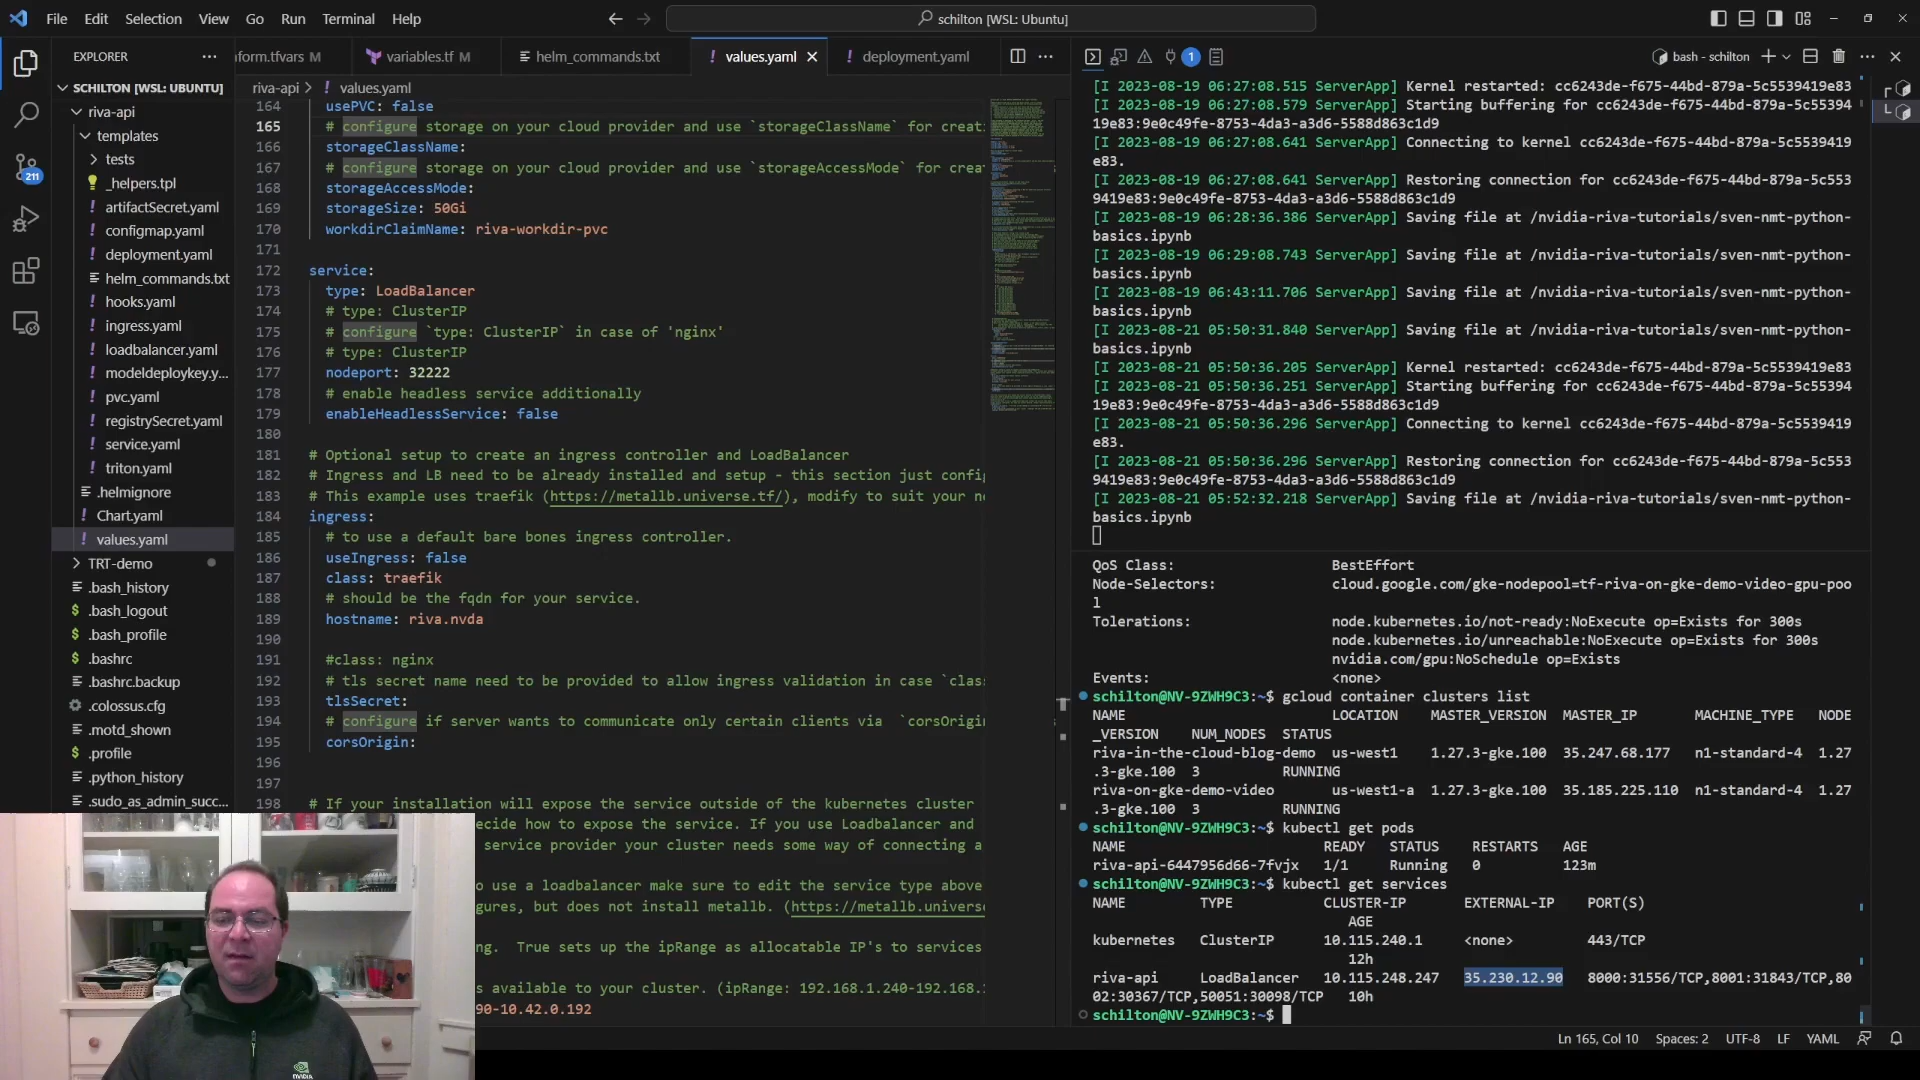 File Edit Selection View Go Run Terminal Help
schilton [WSL: Ubuntu]
EXPLORER
form.tfvars M
variables.tf M
helm_commands.txt
values.yaml
deployment.yaml
1
bash - schilton
SCHILTON [WSL: UBUNTU]
riva-api
templates
tests
_helpers.tpl
artifactSecret.yaml
configmap.yaml
deployment.yaml
helm_commands.txt
hooks.yaml
ingress.yaml
loadbalancer.yaml
modeldeploykey.y...
pvc.yaml
registrySecret.yaml
service.yaml
triton.yaml
.helmignore
Chart.yaml
values.yaml
TRT-demo
.bash_history
.bash_logout
.bash_profile
.bashrc
.bashrc.backup
.colossus.cfg
.motd_shown
.profile
.python_history
.sudo_as_admin_succ...
211
riva-api > ! values.yaml
164 usePVC: false
165 # configure storage on your cloud provider and use `storageClassName` for creat
166 storageClassName:
167 # configure storage on your cloud provider and use `storageAccessMode` for crea
168 storageAccessMode:
169 storageSize: 50Gi
170 workdirClaimName: riva-workdir-pvc
171
172 service:
173 type: LoadBalancer
174 # type: ClusterIP
175 # configure `type: ClusterIP` in case of 'nginx'
176 # type: ClusterIP
177 nodeport: 32222
178 # enable headless service additionally
179 enableHeadlessService: false
180
181 # Optional setup to create an ingress controller and LoadBalancer
182 # Ingress and LB need to be already installed and setup - this section just config
183 # This example uses traefik (https://metallb.universe.tf/), modify to suit your ne
184 ingress:
185 # to use a default bare bones ingress controller.
186 useIngress: false
187 class: traefik
188 # should be the fqdn for your service.
189 hostname: riva.nvda
190
191 #class: nginx
192 # tls secret name need to be provided to allow ingress validation in case `clas
193 tlsSecret:
194 # configure if server wants to communicate only certain clients via `corsOrigin
195 corsOrigin:
196
197
198 # If your installation will expose the service outside of the kubernetes cluster
ecide how to expose the service. If you use Loadbalancer and
service provider your cluster needs some way of connecting a
o use a loadbalancer make sure to edit the service type above
gures, but does not install metallb. (https://metallb.universe
ng. True sets up the ipRange as allocatable IP's to services
s available to your cluster. (ipRange: 192.168.1.240-192.168.1
90-10.42.0.192
[I 2023-08-19 06:27:08.515 ServerApp] Kernel restarted: cc6243de-f675-44bd-879a-5c5539419e83
[I 2023-08-19 06:27:08.579 ServerApp] Starting buffering for cc6243de-f675-44bd-879a-5c55394
19e83:9e0c49fe-8753-4da3-a3d6-5588d863c1d9
[I 2023-08-19 06:27:08.641 ServerApp] Connecting to kernel cc6243de-f675-44bd-879a-5c5539419
e83.
[I 2023-08-19 06:27:08.641 ServerApp] Restoring connection for cc6243de-f675-44bd-879a-5c553
9419e83:9e0c49fe-8753-4da3-a3d6-5588d863c1d9
[I 2023-08-19 06:28:36.386 ServerApp] Saving file at /nvidia-riva-tutorials/sven-nmt-python-
basics.ipynb
[I 2023-08-19 06:29:08.743 ServerApp] Saving file at /nvidia-riva-tutorials/sven-nmt-python-
basics.ipynb
[I 2023-08-19 06:43:11.706 ServerApp] Saving file at /nvidia-riva-tutorials/sven-nmt-python-
basics.ipynb
[I 2023-08-21 05:50:31.840 ServerApp] Saving file at /nvidia-riva-tutorials/sven-nmt-python-
basics.ipynb
[I 2023-08-21 05:50:36.205 ServerApp] Kernel restarted: cc6243de-f675-44bd-879a-5c5539419e83
[I 2023-08-21 05:50:36.251 ServerApp] Starting buffering for cc6243de-f675-44bd-879a-5c55394
19e83:9e0c49fe-8753-4da3-a3d6-5588d863c1d9
[I 2023-08-21 05:50:36.296 ServerApp] Connecting to kernel cc6243de-f675-44bd-879a-5c5539419
e83.
[I 2023-08-21 05:50:36.296 ServerApp] Restoring connection for cc6243de-f675-44bd-879a-5c553
9419e83:9e0c49fe-8753-4da3-a3d6-5588d863c1d9
[I 2023-08-21 05:52:32.218 ServerApp] Saving file at /nvidia-riva-tutorials/sven-nmt-python-
basics.ipynb
QoS Class: BestEffort
Node-Selectors: cloud.google.com/gke-nodepool=tf-riva-on-gke-demo-video-gpu-poo
l
Tolerations: node.kubernetes.io/not-ready:NoExecute op=Exists for 300s
node.kubernetes.io/unreachable:NoExecute op=Exists for 300s
nvidia.com/gpu:NoSchedule op=Exists
Events: <none>
schilton@NV-9ZWH9C3:~$ gcloud container clusters list
NAME LOCATION MASTER_VERSION MASTER_IP MACHINE_TYPE NODE
_VERSION NUM_NODES STATUS
riva-in-the-cloud-blog-demo us-west1 1.27.3-gke.100 35.247.68.177 n1-standard-4 1.27
.3-gke.100 3 RUNNING
riva-on-gke-demo-video us-west1-a 1.27.3-gke.100 35.185.225.110 n1-standard-4 1.27
.3-gke.100 3 RUNNING
schilton@NV-9ZWH9C3:~$ kubectl get pods
NAME READY STATUS RESTARTS AGE
riva-api-6447956d66-7fvjx 1/1 Running 0 123m
schilton@NV-9ZWH9C3:~$ kubectl get services
NAME TYPE CLUSTER-IP EXTERNAL-IP PORT(S)
AGE
kubernetes ClusterIP 10.115.240.1 <none> 443/TCP
12h
riva-api LoadBalancer 10.115.248.247 35.230.12.90 8000:31556/TCP,8001:31843/TCP,80
02:30367/TCP,50051:30098/TCP 10h
schilton@NV-9ZWH9C3:~$
Ln 165, Col 10 Spaces: 2 UTF-8 LF YAML
NVIDIA